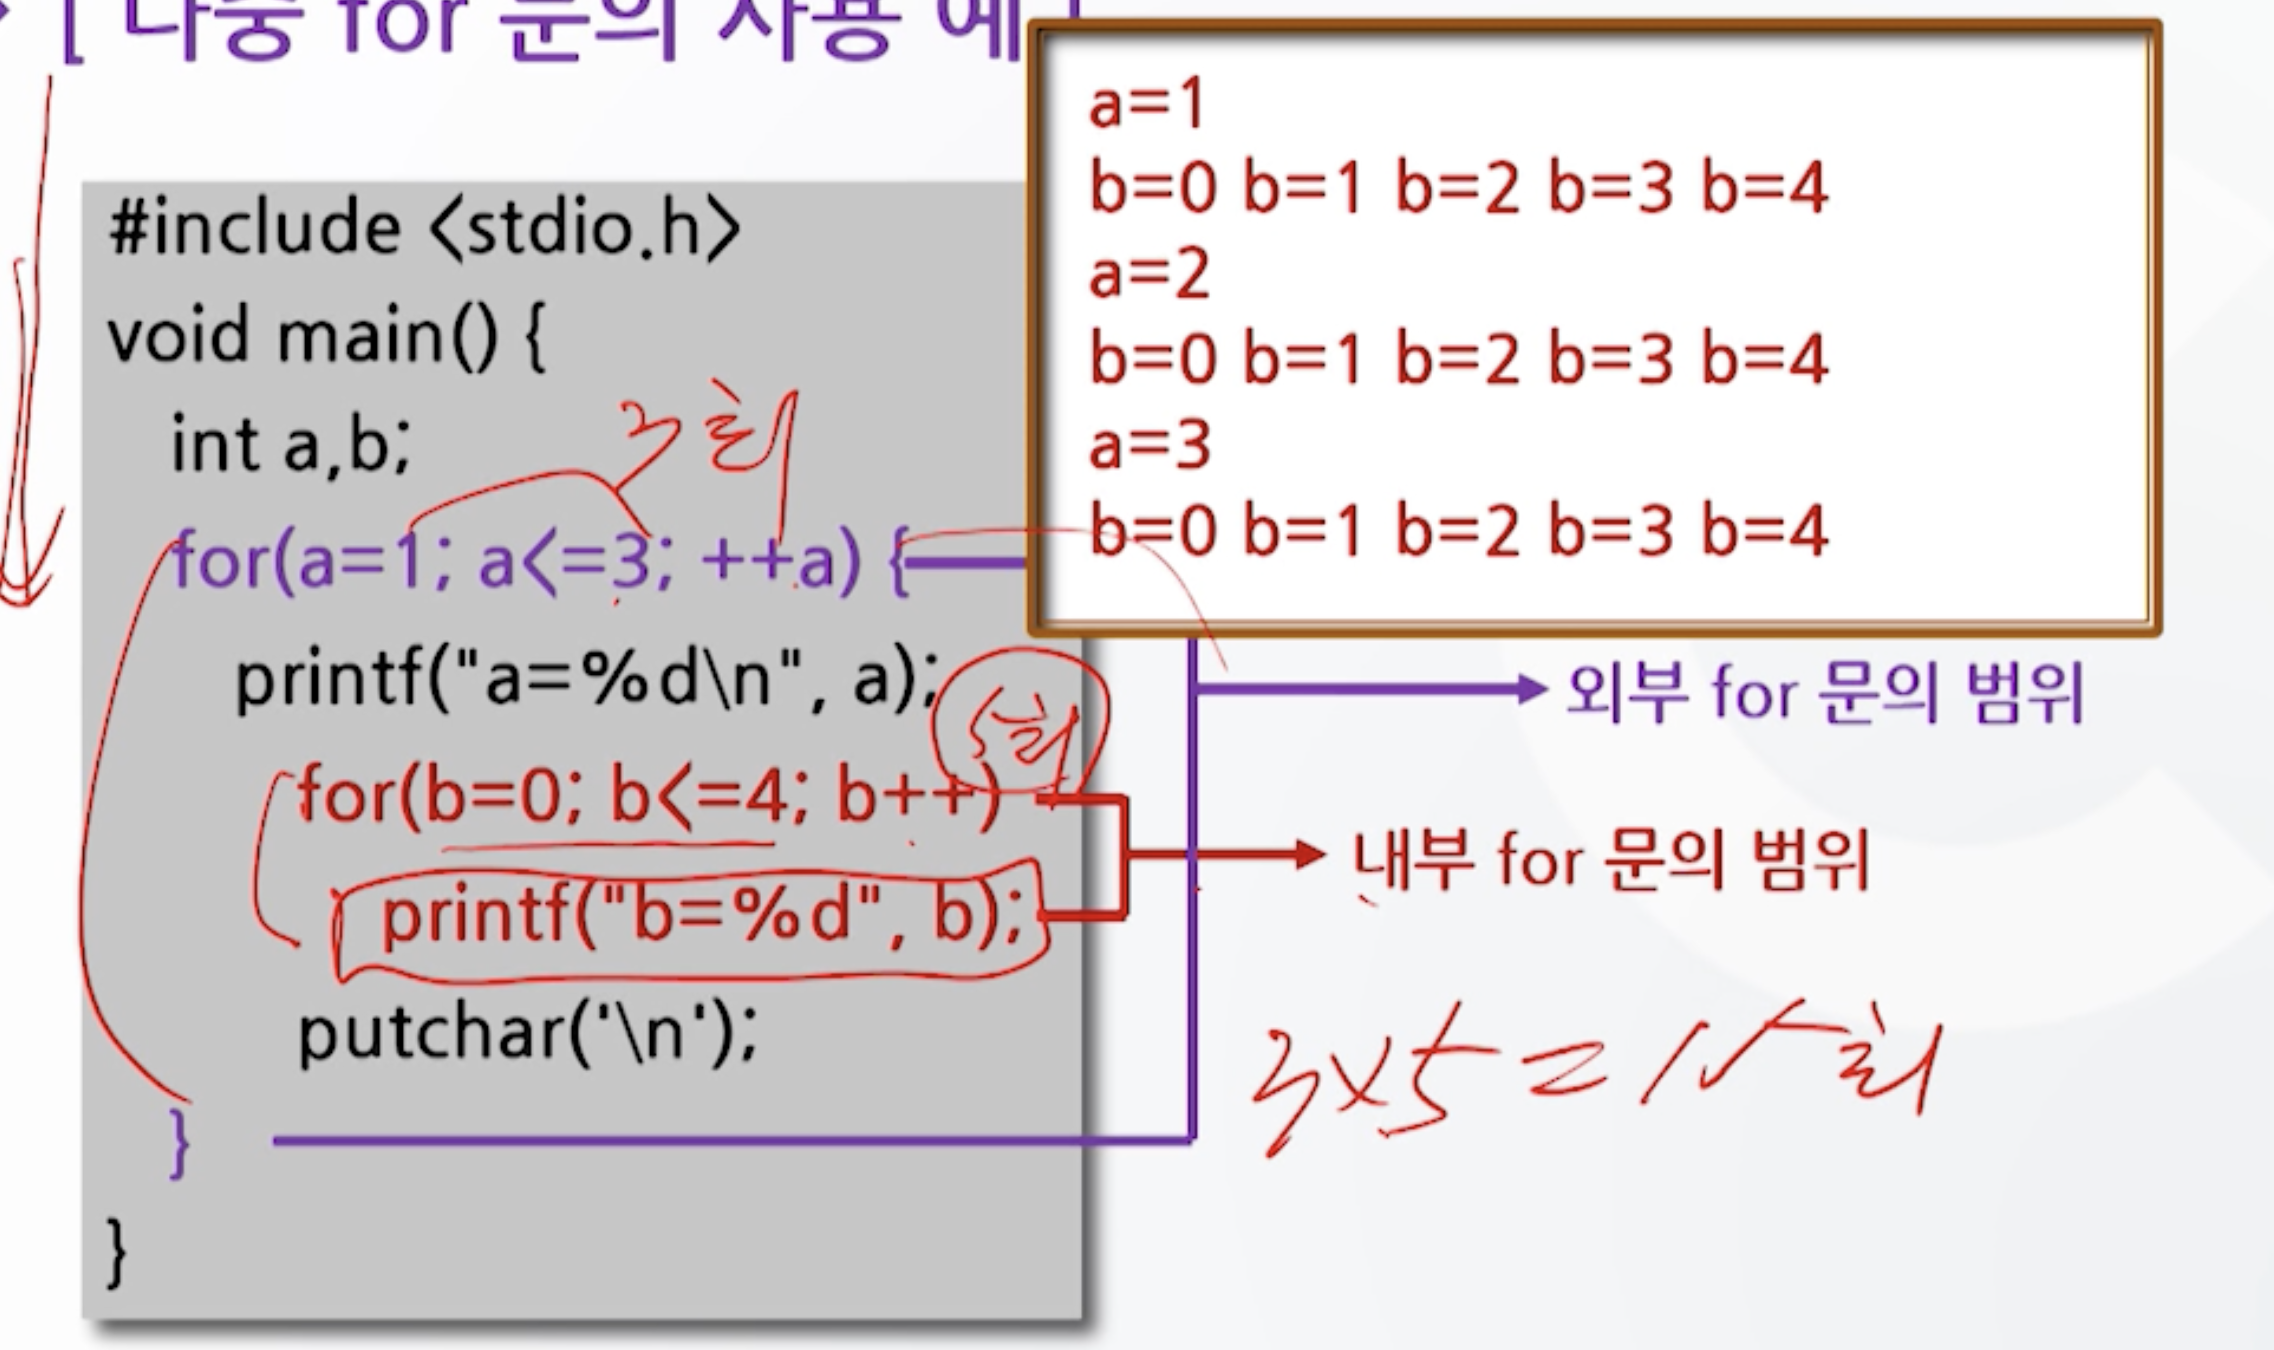 [ 다중 for 문의 사용 예 ]
#include <stdio.h>
void main() {
int a,b;
3회
for(a=1; a<=3; ++a) {
printf("a=%d\n", a);
5회
for(b=0; b<=4; b++)
printf("b=%d", b);
putchar('\n');
}
}
a=1
b=0 b=1 b=2 b=3 b=4
a=2
b=0 b=1 b=2 b=3 b=4
a=3
b=0 b=1 b=2 b=3 b=4
외부 for 문의 범위
내부 for 문의 범위
3x5=15회